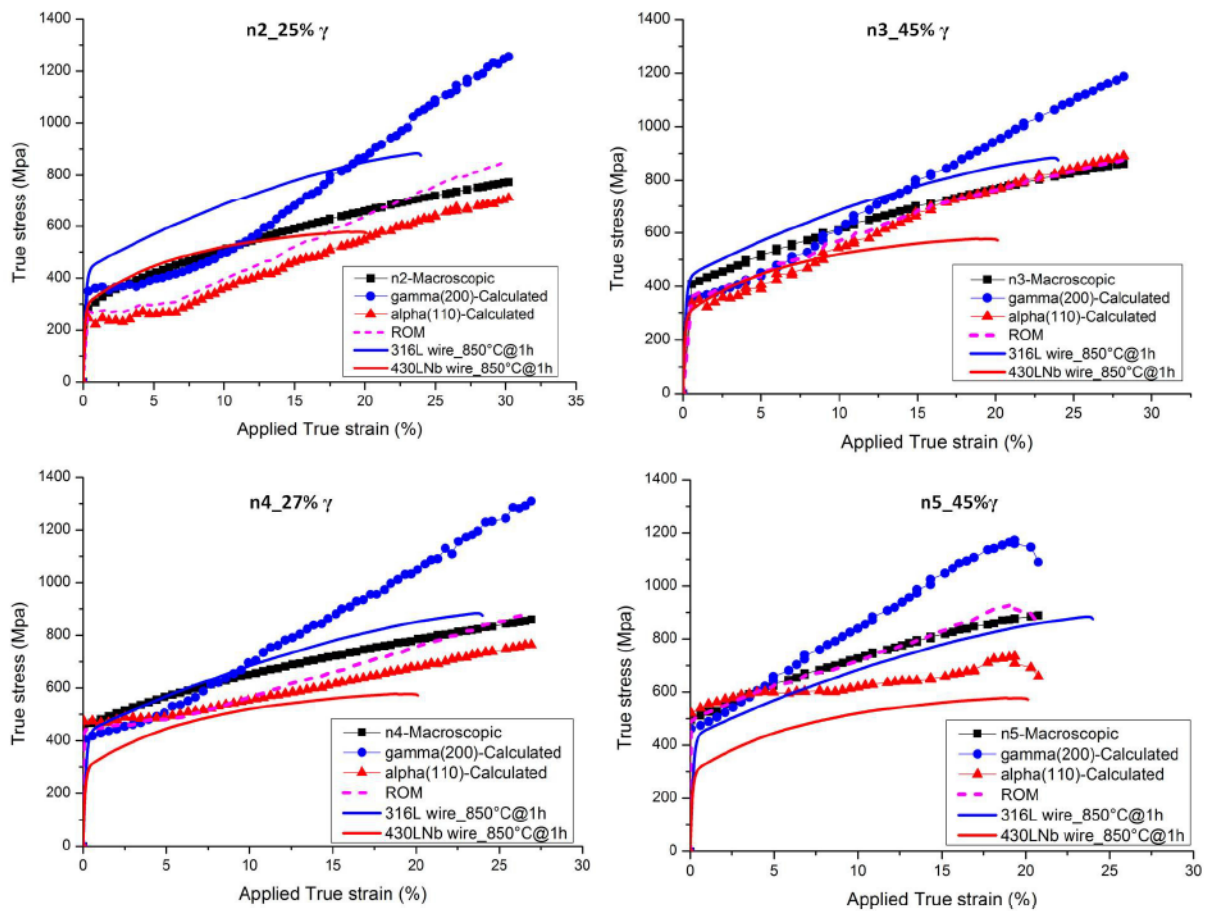 n2_25% γ
True stress (Mpa)
1400
1200
1000
800
600
400
200
0
n2-Macroscopic
gamma(200)-Calculated
alpha(110)-Calculated
ROM
316L wire_850°C@1h
430LNb wire_850°C@1h
0 5 10 15 20 25 30 35
Applied True strain (%)
n3_45% γ
True stress (Mpa)
1400
1200
1000
800
600
400
200
0
n3-Macroscopic
gamma(200)-Calculated
alpha(110)-Calculated
ROM
316L wire_850°C@1h
430LNb wire_850°C@1h
0 5 10 15 20 25 30
Applied True strain (%)
n4_27% γ
True stress (Mpa)
1400
1200
1000
800
600
400
200
0
n4-Macroscopic
gamma(200)-Calculated
alpha(110)-Calculated
ROM
316L wire_850°C@1h
430LNb wire_850°C@1h
0 5 10 15 20 25 30
Applied True strain (%)
n5_45%γ
True stress (Mpa)
1400
1200
1000
800
600
400
200
0
n5-Macroscopic
gamma(200)-Calculated
alpha(110)-Calculated
ROM
316L wire_850°C@1h
430LNb wire_850°C@1h
0 5 10 15 20 25 30
Applied True strain (%)